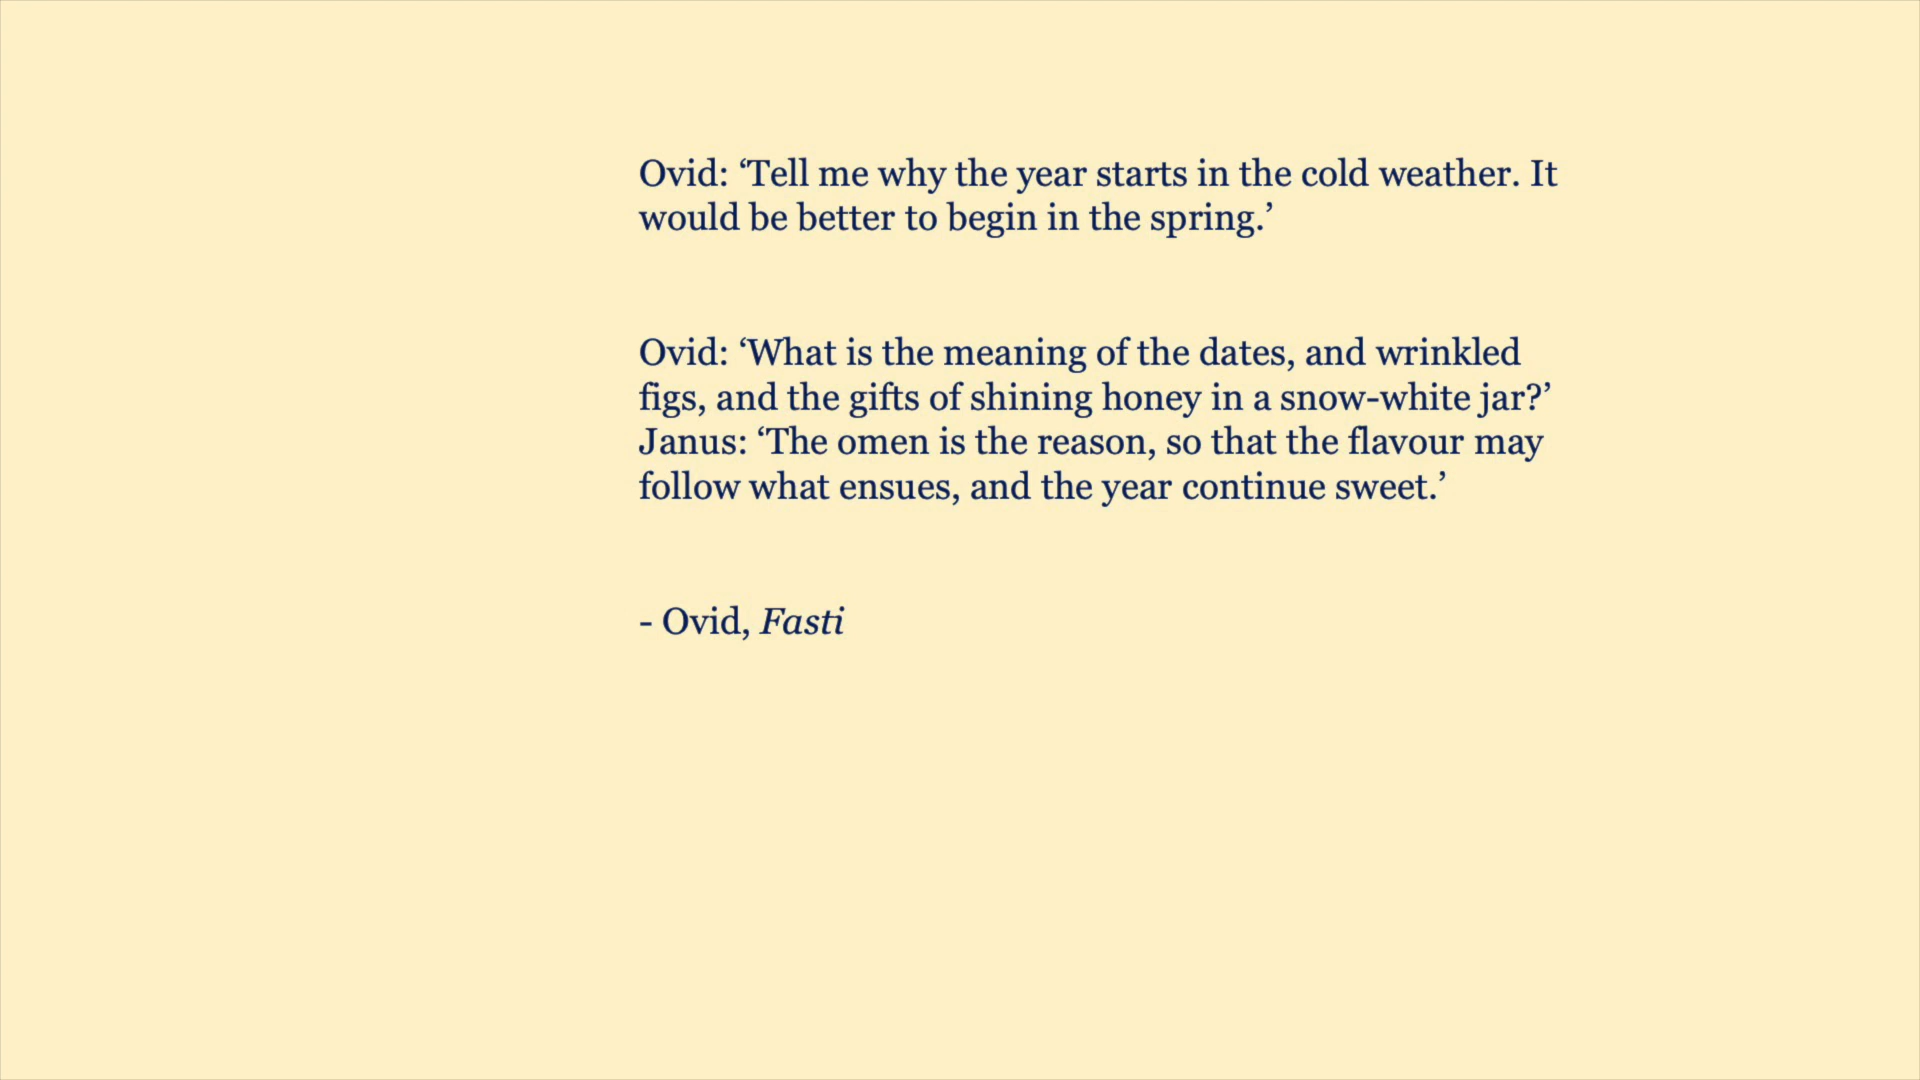 Ovid: ‘Tell me why the year starts in the cold weather. It
would be better to begin in the spring.’
Ovid: ‘What is the meaning of the dates, and wrinkled
figs, and the gifts of shining honey in a snow-white jar?’
Janus: ‘The omen is the reason, so that the flavour may
follow what ensues, and the year continue sweet.’
- Ovid, Fasti